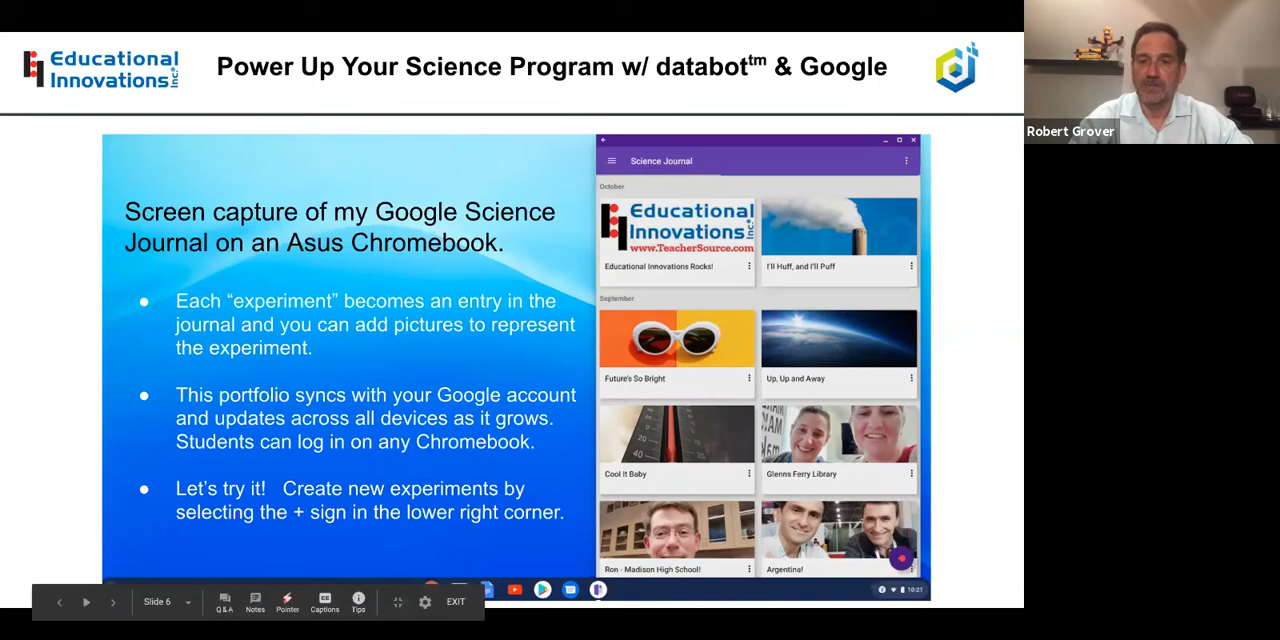 Educational
Innovations Inc.
Power Up Your Science Program w/ databot™ & Google
Robert Grover
Screen capture of my Google Science
Journal on an Asus Chromebook.
● Each “experiment” becomes an entry in the
journal and you can add pictures to represent
the experiment.
● This portfolio syncs with your Google account
and updates across all devices as it grows.
Students can log in on any Chromebook.
● Let’s try it! Create new experiments by
selecting the + sign in the lower right corner.
Science Journal
October
Educational
Innovations Inc.
www.TeacherSource.com
Educational Innovations Rocks!
I'll Huff, and I'll Puff
September
Future's So Bright
Up, Up and Away
20
20
40
Cool It Baby
Glenns Ferry Library
Ron - Madison High School!
Argentina!
10:21
Slide 6
Q&A
Notes
Pointer
CC
Captions
Tips
EXIT